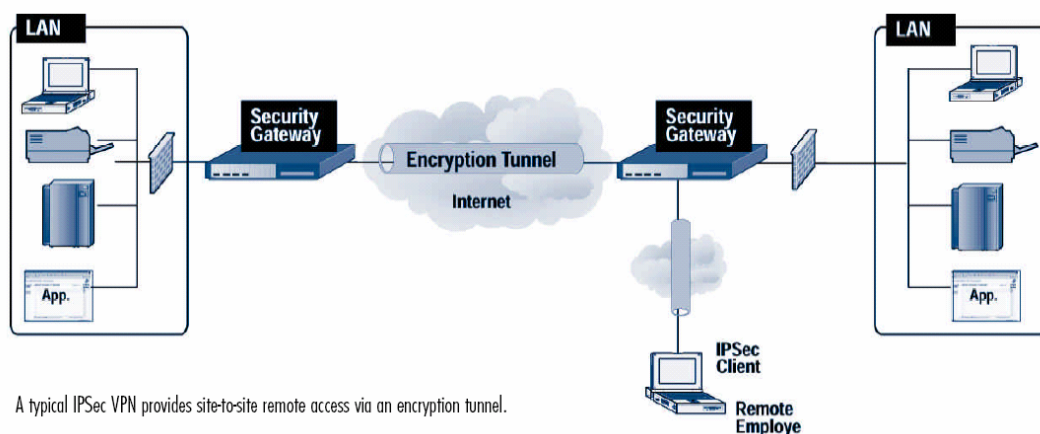 LAN
LAN
Security
Gateway
Security
Gateway
Encryption Tunnel
Internet
App.
App.
IPSec
Client
A typical IPSec VPN provides site-to-site remote access via an encryption tunnel.
Remote
Employe